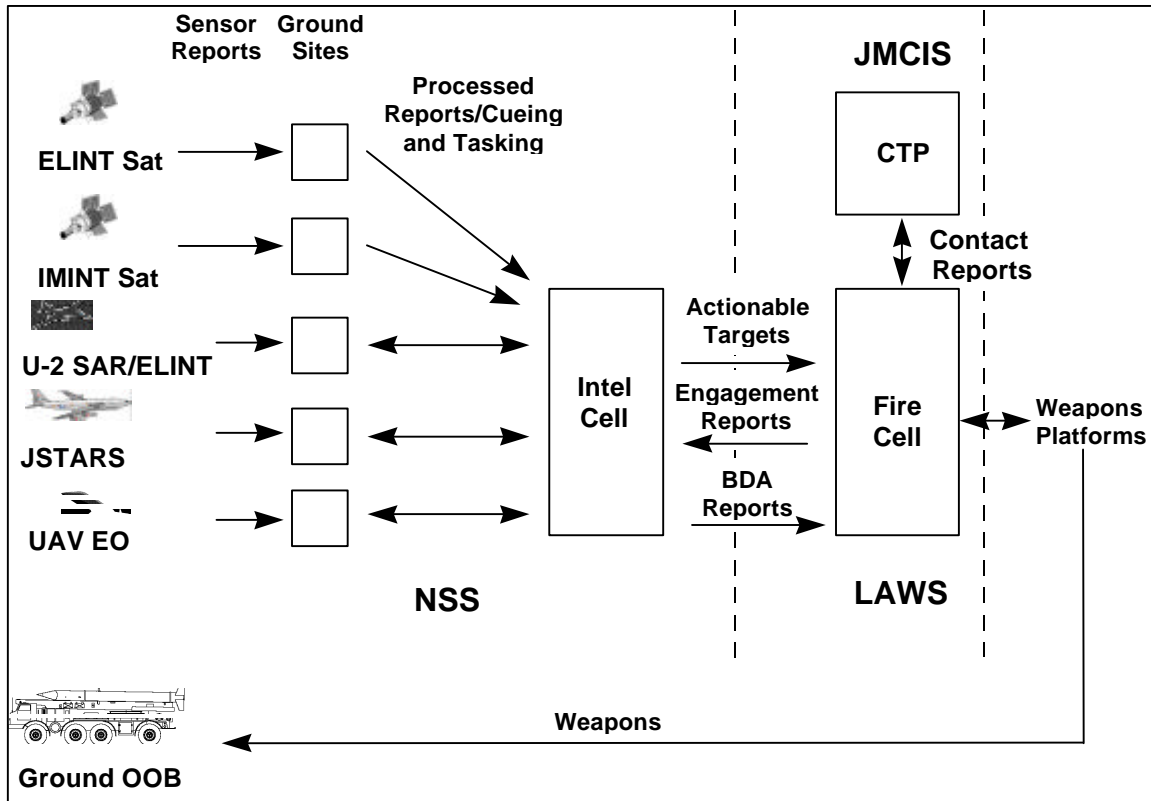 Sensor
Reports
Ground
Sites
JMCIS
Processed
Reports/Cueing
and Tasking
CTP
ELINT Sat
Contact
Reports
IMINT Sat
Actionable
Targets
U-2 SAR/ELINT
Intel
Cell
Engagement
Reports
Fire
Cell
Weapons
Platforms
JSTARS
BDA
Reports
UAV EO
NSS
LAWS
Weapons
Ground OOB